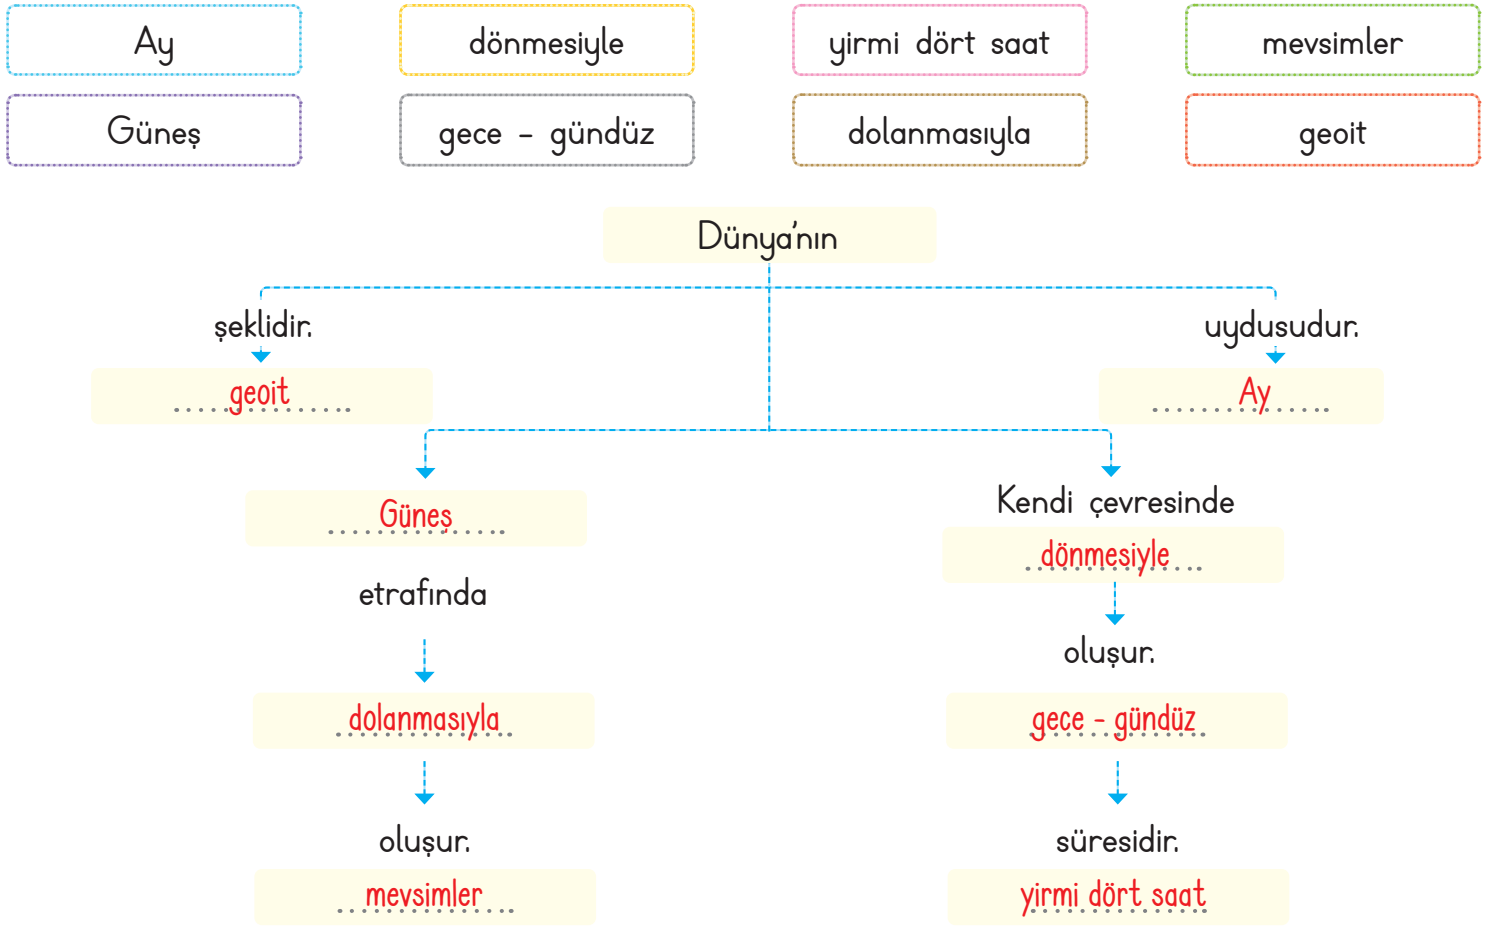 Ay
dönmesiyle
yirmi dört saat
mevsimler
Güneş
gece - gündüz
dolanmasıyla
geoit
Dünya'nın
şeklidir.
uydusudur.
geoit
Ay
Güneş
Kendi çevresinde
dönmesiyle
etrafında
oluşur.
dolanmasıyla
gece - gündüz
oluşur.
süresidir.
mevsimler
yirmi dört saat